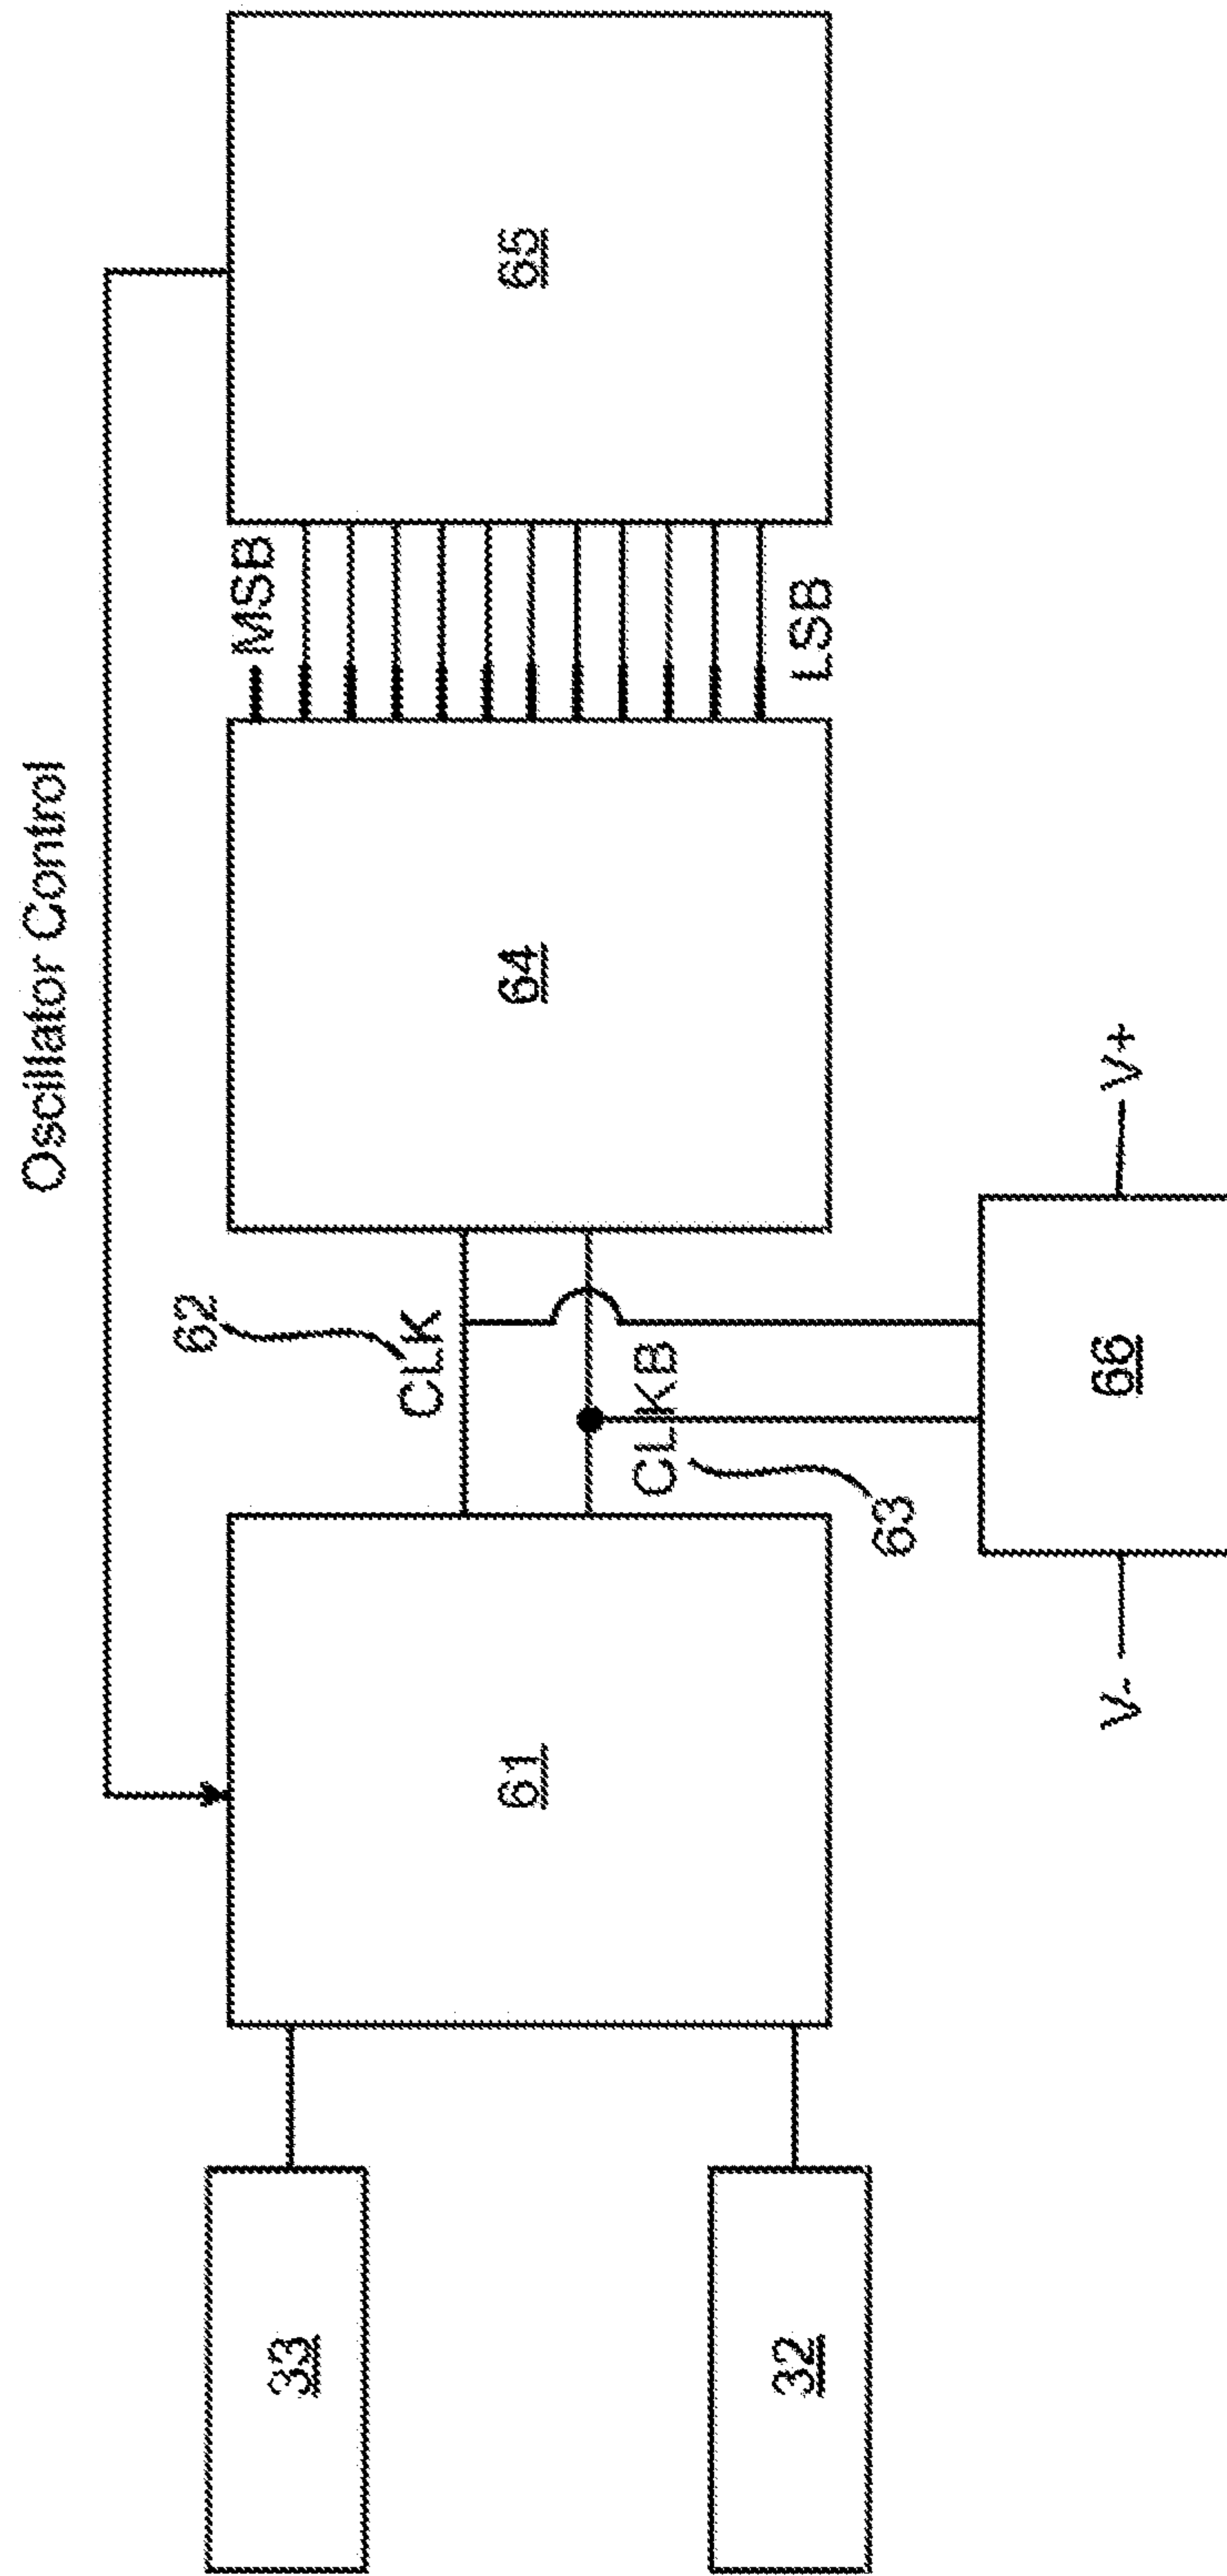 Oscillator Control
33
32
61
62
CLK
CLKB
63
64
MSB
LSB
65
66
V-
V+